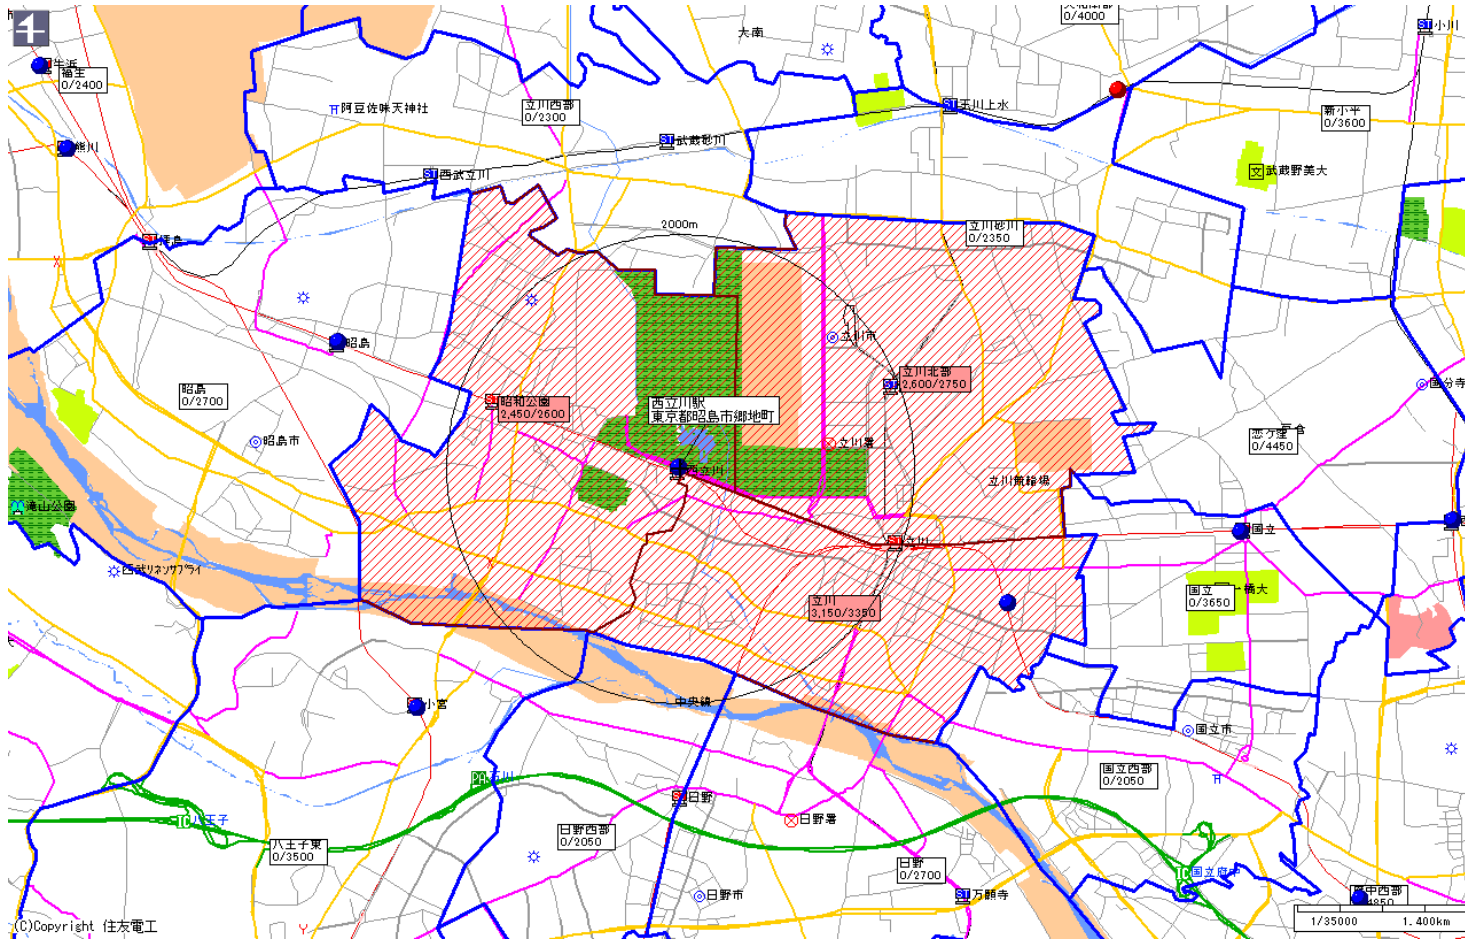 大南
0/4000
小川
牛浜
福生
0/2400
阿豆佐味天神社
立川西部
0/2300
玉川上水
新小平
0/3600
武蔵砂川
熊川
西武立川
武蔵野美大
2000m
立川砂川
0/2350
拝島
立川市
昭島
立川北部
2,600/2750
国分寺
昭島
0/2700
昭和公園
2,450/2600
西立川駅
東京都昭島市郷地町
恋ケ窪
0/4450
昭島市
立川署
西立川
立川競輪場
滝山公園
立川
国立
西武リネンサプライ
国立
0/3650
一橋大
立川
3,150/3350
小宮
中央線
国立市
国立西部
0/2050
PA
石川
日野
IC
八王子
日野署
日野西部
0/2050
八王子東
0/3500
日野
0/2700
IC
国立府中
日野市
万願寺
府中西部
4850
(C)Copyright 住友電工
1/35000
1.400km